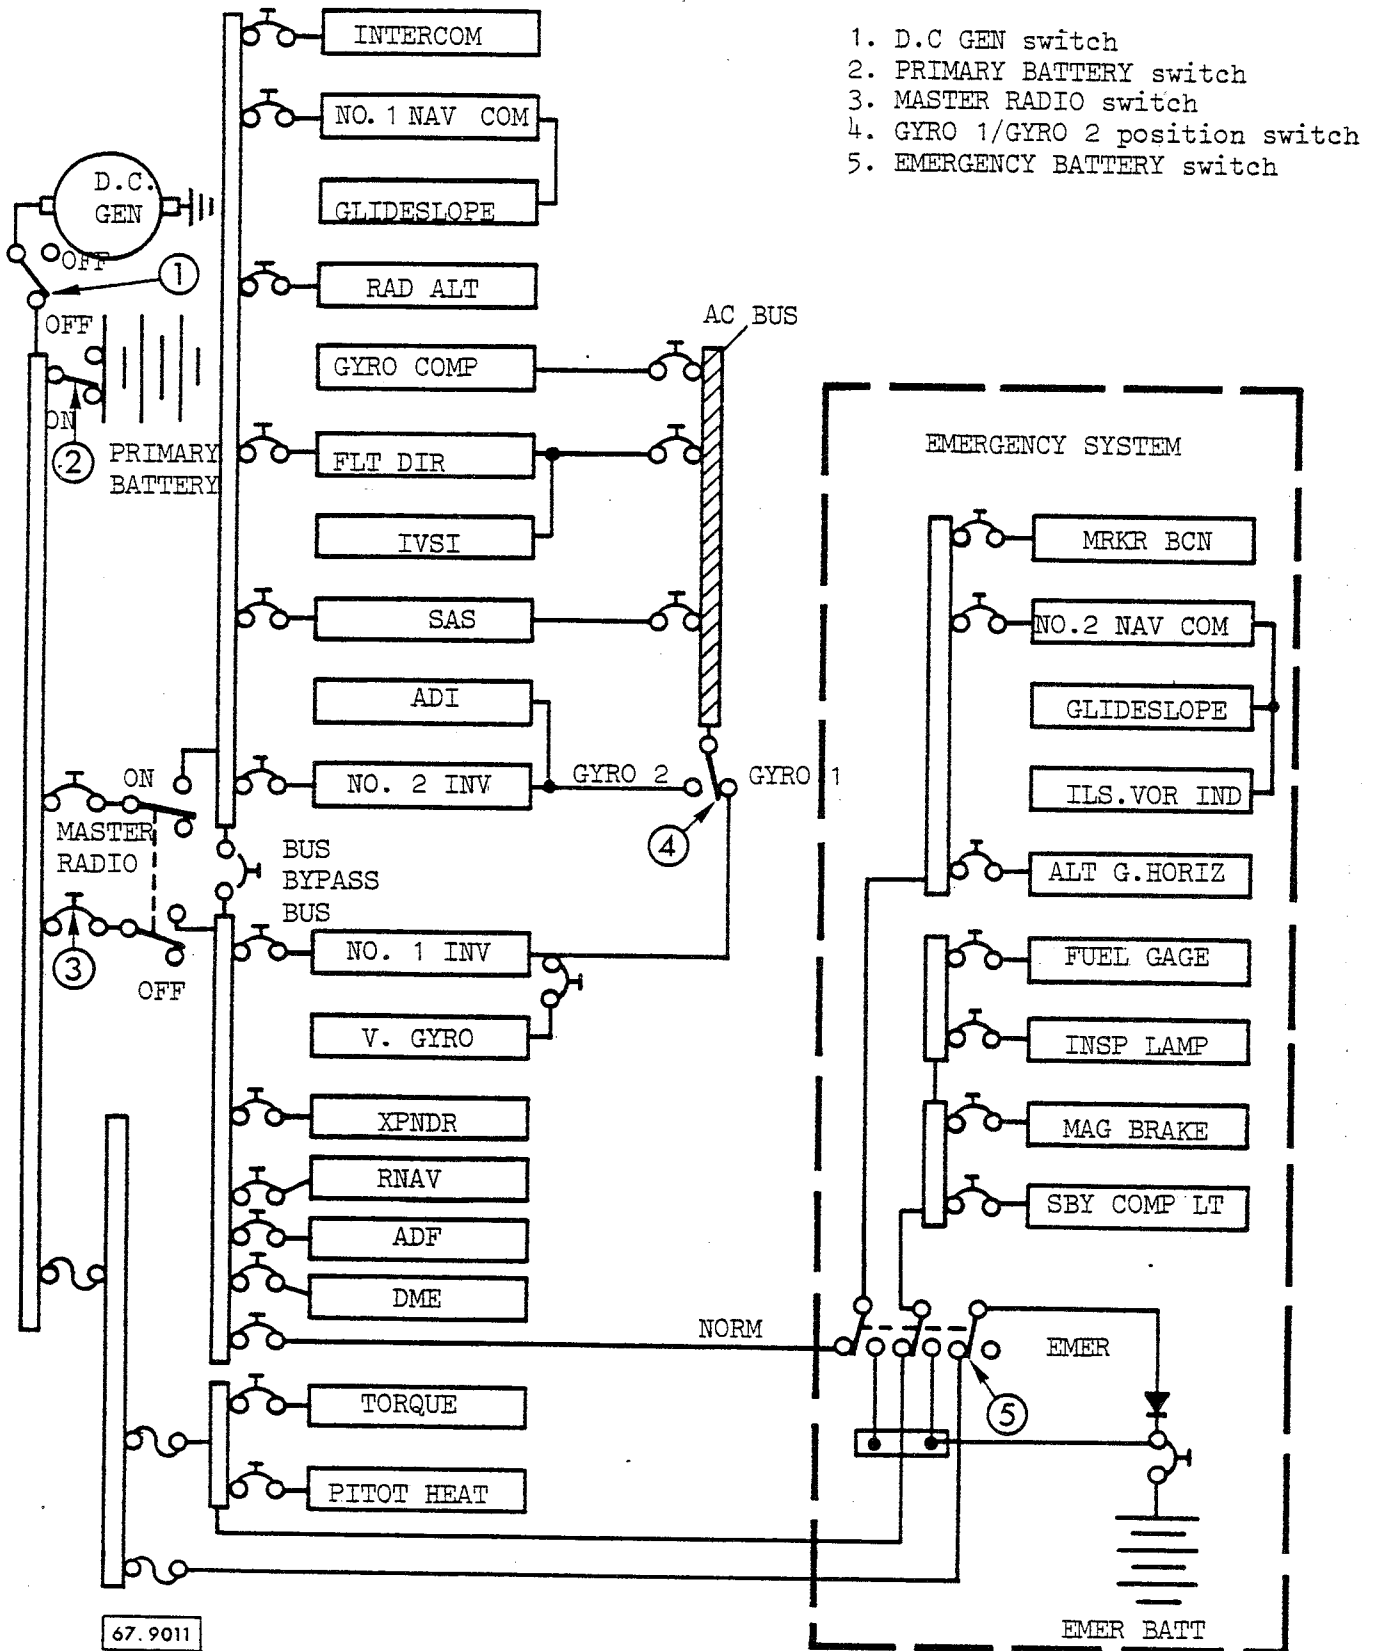 INTERCOM
NO. 1 NAV COM
GLIDESLOPE
RAD ALT
GYRO COMP
FLT DIR
IVSI
SAS
ADI
NO. 2 INV
1. D.C GEN switch
2. PRIMARY BATTERY switch
3. MASTER RADIO switch
4. GYRO 1/GYRO 2 position switch
5. EMERGENCY BATTERY switch
D.C.
GEN
OFF
1
OFF
ON
2
PRIMARY
BATTERY
AC BUS
GYRO 2
GYRO 1
4
ON
MASTER
RADIO
3
OFF
BUS
BYPASS
BUS
NO. 1 INV
V. GYRO
XPNDR
RNAV
ADF
DME
NORM
TORQUE
PITOT HEAT
EMERGENCY SYSTEM
MRKR BCN
NO.2 NAV COM
GLIDESLOPE
ILS.VOR IND
ALT G.HORIZ
FUEL GAGE
INSP LAMP
MAG BRAKE
SBY COMP LT
EMER
5
EMER BATT
67.9011